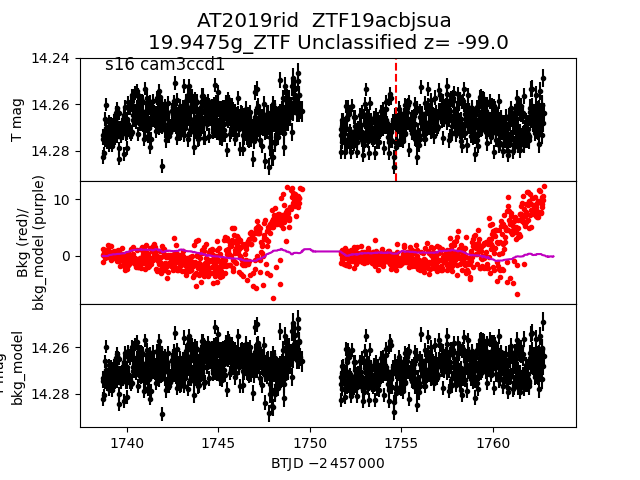 AT2019rid ZTF19acbjsua
19.9475g_ZTF Unclassified z= -99.0
s16 cam3ccd1
14.24
14.26
14.28
T mag
10
0
Bkg (red)/
bkg_model (purple)
14.26
14.28
mag
bkg_model
1740
1745
1750
1755
1760
BTJD −2 457 000